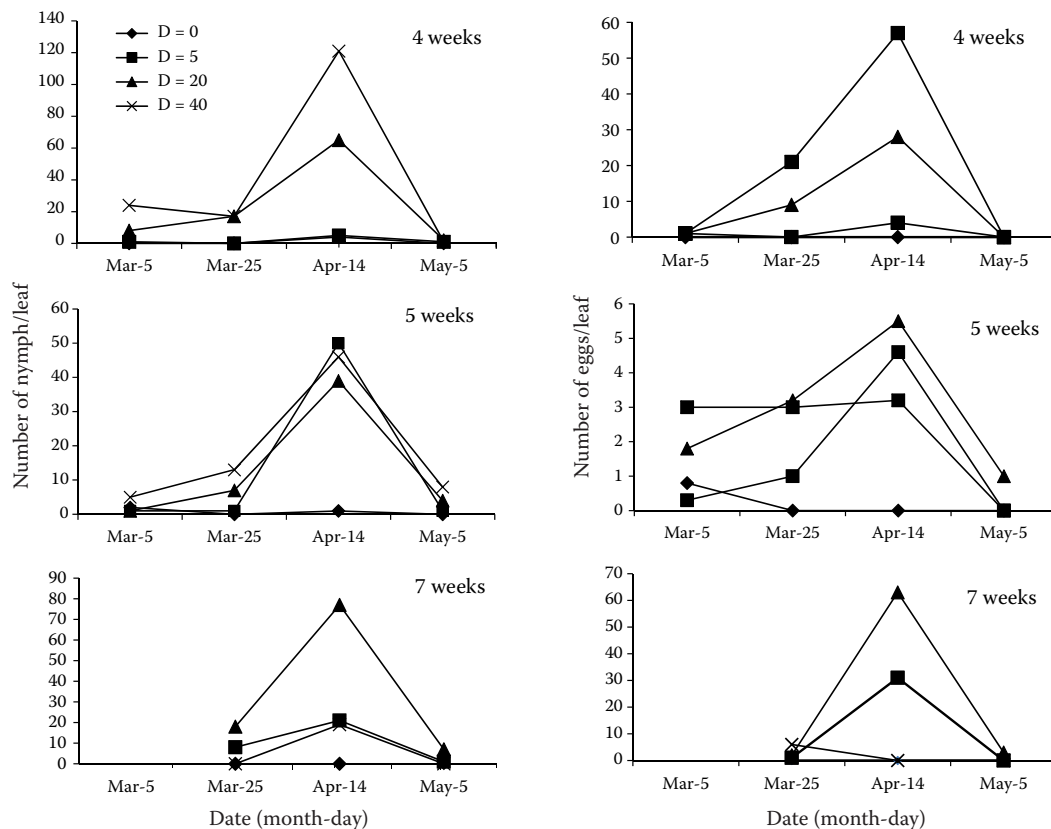 Number of nymph/leaf
140
120
100
80
60
40
20
0
D = 0
D = 5
D = 20
D = 40
4 weeks
Mar-5 Mar-25 Apr-14 May-5
60
50
40
30
20
10
0
5 weeks
Mar-5 Mar-25 Apr-14 May-5
90
80
70
60
50
40
30
20
10
0
7 weeks
Mar-5 Mar-25 Apr-14 May-5
Date (month-day)
Number of eggs/leaf
60
50
40
30
20
10
0
4 weeks
Mar-5 Mar-25 Apr-14 May-5
6
5
4
3
2
1
0
5 weeks
Mar-5 Mar-25 Apr-14 May-5
70
60
50
40
30
20
10
0
7 weeks
Mar-5 Mar-25 Apr-14 May-5
Date (month-day)